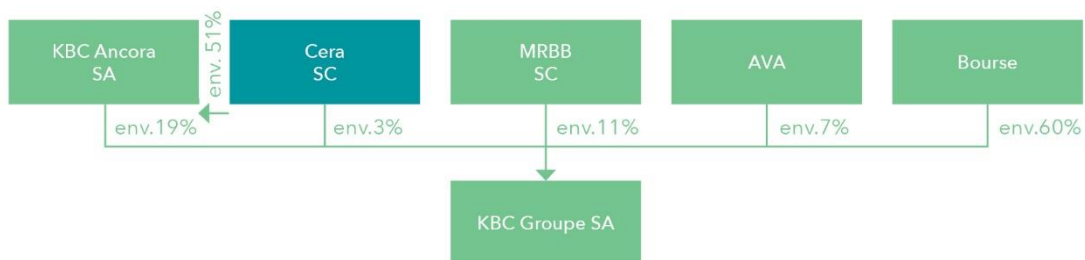 KBC Ancora
SA
env. 51%
Cera
SC
MRBB
SC
AVA
Bourse
env.19%
env.3%
env.11%
env.7%
env.60%
KBC Groupe SA